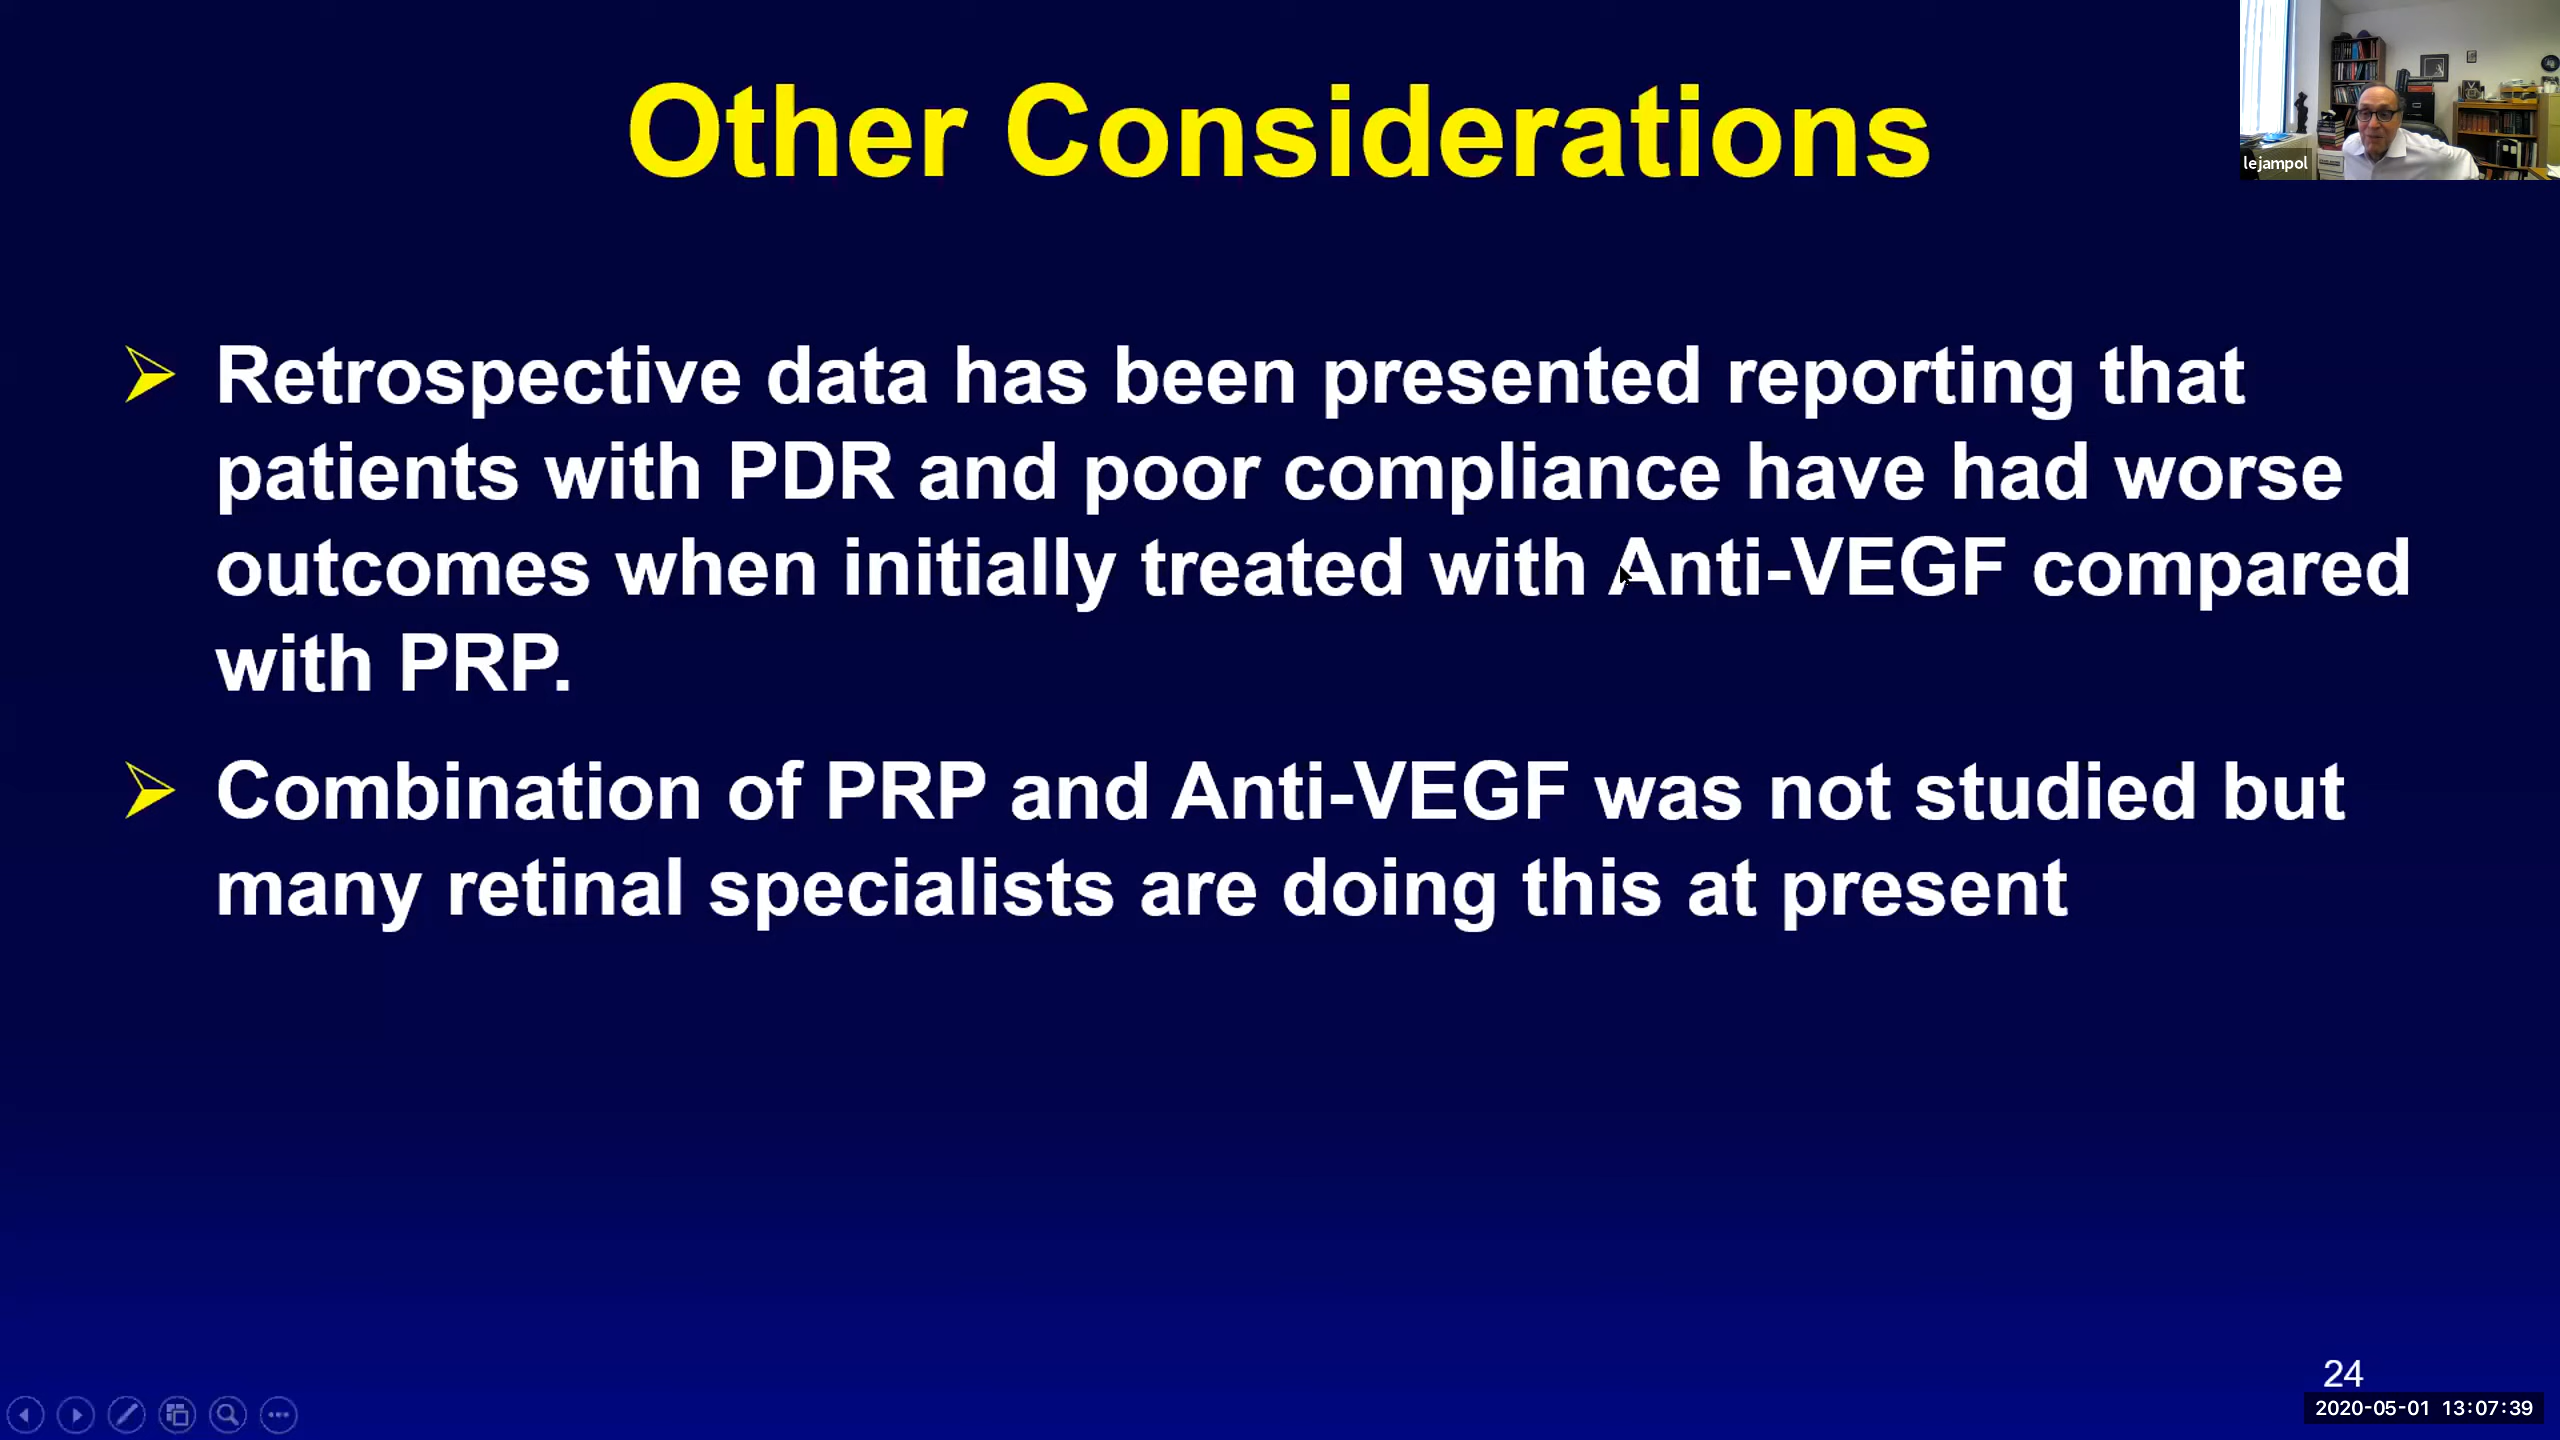 Other Considerations
lejampol
Retrospective data has been presented reporting that
patients with PDR and poor compliance have had worse
outcomes when initially treated with Anti-VEGF compared
with PRP.
Combination of PRP and Anti-VEGF was not studied but
many retinal specialists are doing this at present
24
2020-05-01 13:07:39